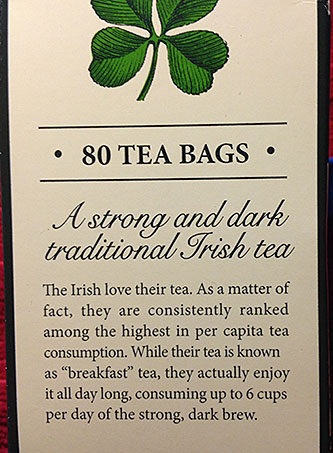 • 80 TEA BAGS •
A strong and dark
traditional Irish tea
The Irish love their tea. As a matter of
fact, they are consistently ranked
among the highest in per capita tea
consumption. While their tea is known
as “breakfast” tea, they actually enjoy
it all day long, consuming up to 6 cups
per day of the strong, dark brew.